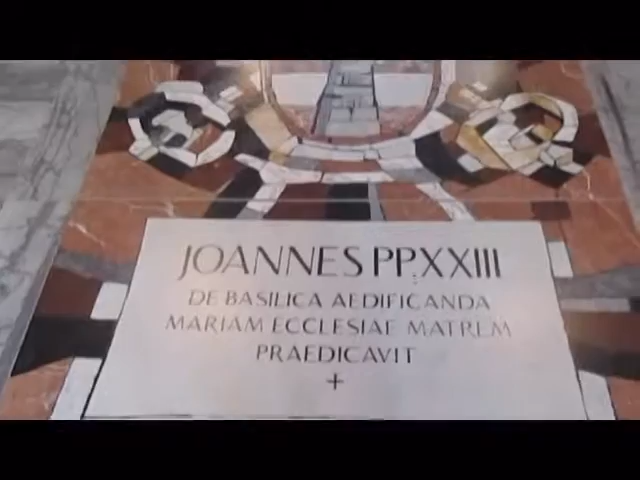 JOANNES PP.XXIII
DE BASILICA AEDIFICANDA
MARIAM ECCLESIAE MATREM
PRAEDICAVIT